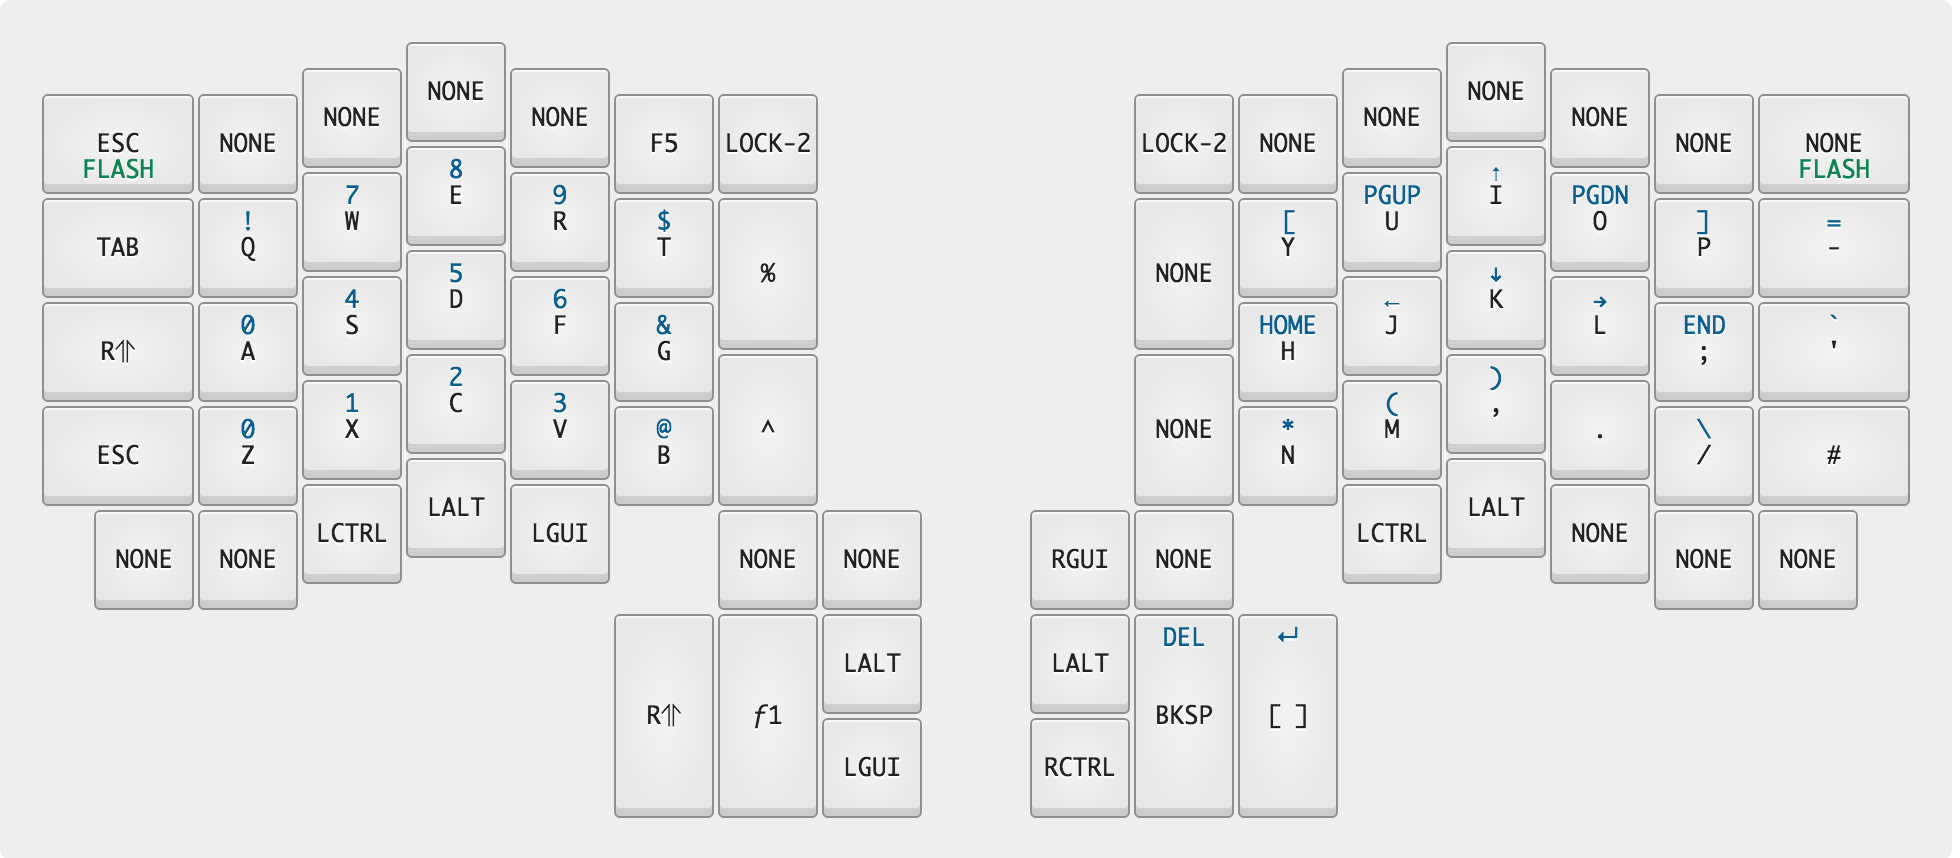 ESC
FLASH
NONE
NONE
NONE
NONE
F5
LOCK-2
TAB
!
Q
7
W
8
E
9
R
$
T
%
R⥮
0
A
4
S
5
D
6
F
&
G
ESC
0
Z
1
X
2
C
3
V
@
B
^
NONE
NONE
LCTRL
LALT
LGUI
NONE
NONE
R⥮
ƒ1
LALT
LGUI
LOCK-2
NONE
NONE
NONE
NONE
NONE
NONE
FLASH
NONE
[
Y
PGUP
U
↑
I
PGDN
O
]
P
=
-
HOME
H
←
J
↓
K
→
L
END
;
`
'
NONE
*
N
(
M
)
,
.
\
/
#
RGUI
NONE
LCTRL
LALT
NONE
NONE
NONE
LALT
DEL
BKSP
↵
[ ]
RCTRL